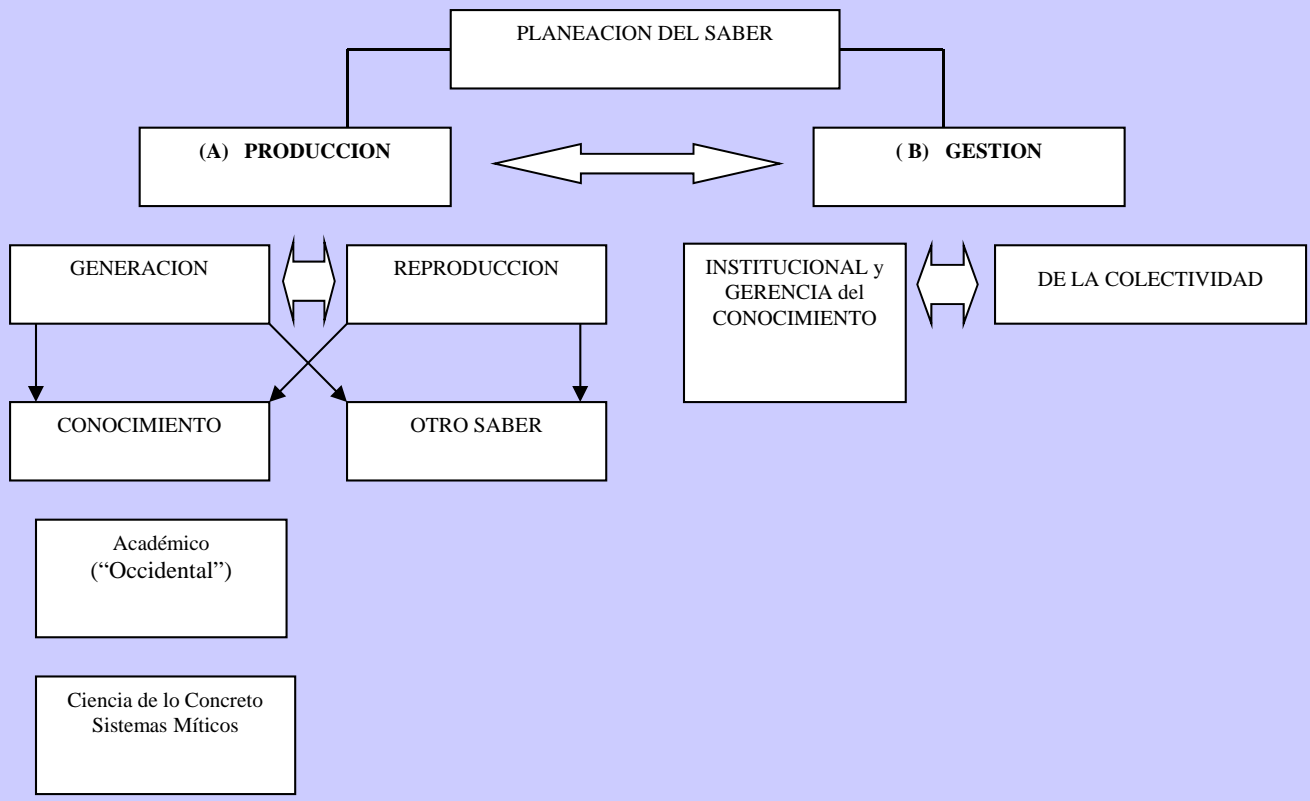 PLANEACION DEL SABER
(A) PRODUCCION
( B) GESTION
GENERACION
REPRODUCCION
INSTITUCIONAL y
GERENCIA del
CONOCIMIENTO
DE LA COLECTIVIDAD
CONOCIMIENTO
OTRO SABER
Académico
(“Occidental”)
Ciencia de lo Concreto
Sistemas Míticos